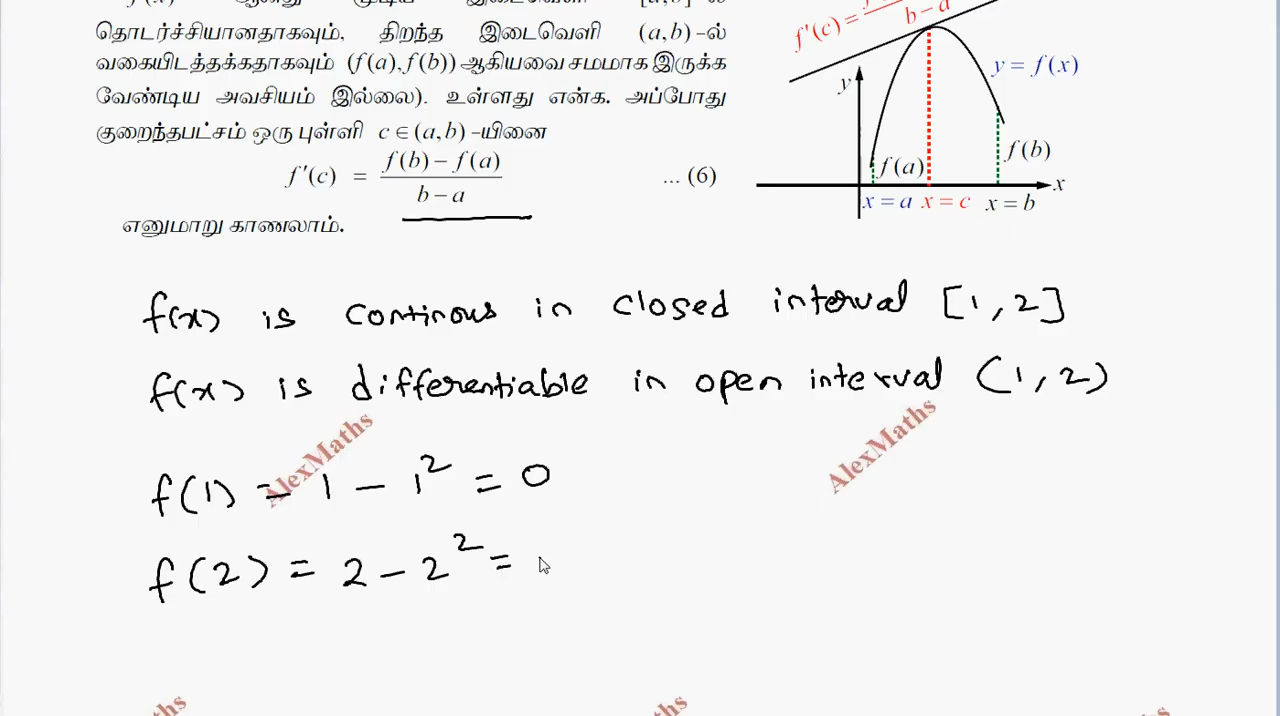 தொடர்ச்சியானதாகவும், திறந்த இடைவெளி (a, b) -ல்
வகையிடத்தக்கதாகவும் (f(a), f(b)) ஆகியவை சமமாக இருக்க
வேண்டிய அவசியம் இல்லை). உள்ளது என்க. அப்போது
குறைந்தபட்சம் ஒரு புள்ளி c ∈ (a, b) -யினை
f'(c) = (f(b) − f(a)) / (b − a) ... (6)
எனுமாறு காணலாம்.
f'(c) =
b − a
y
y = f(x)
f(a)
f(b)
x
x = a x = c x = b
f(x) is continous in closed interval [1, 2]
f(x) is differentiable in open interval (1, 2)
f(1) = 1 − 1² = 0
f(2) = 2 − 2² =
AlexMaths
AlexMaths
AlexMaths